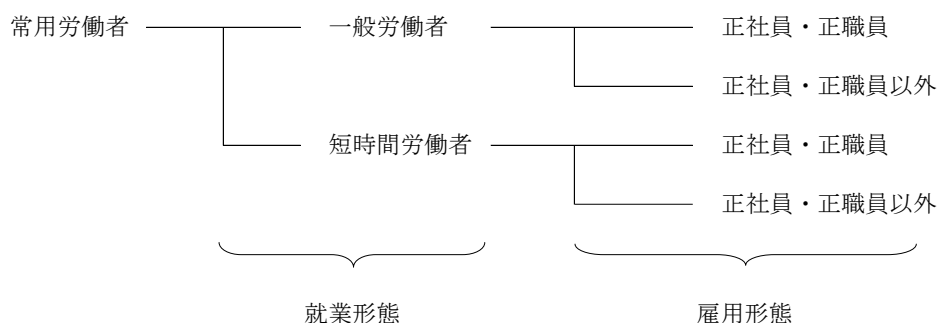 常用労働者 一般労働者 正社員・正職員
正社員・正職員以外
短時間労働者 正社員・正職員
正社員・正職員以外
就業形態 雇用形態